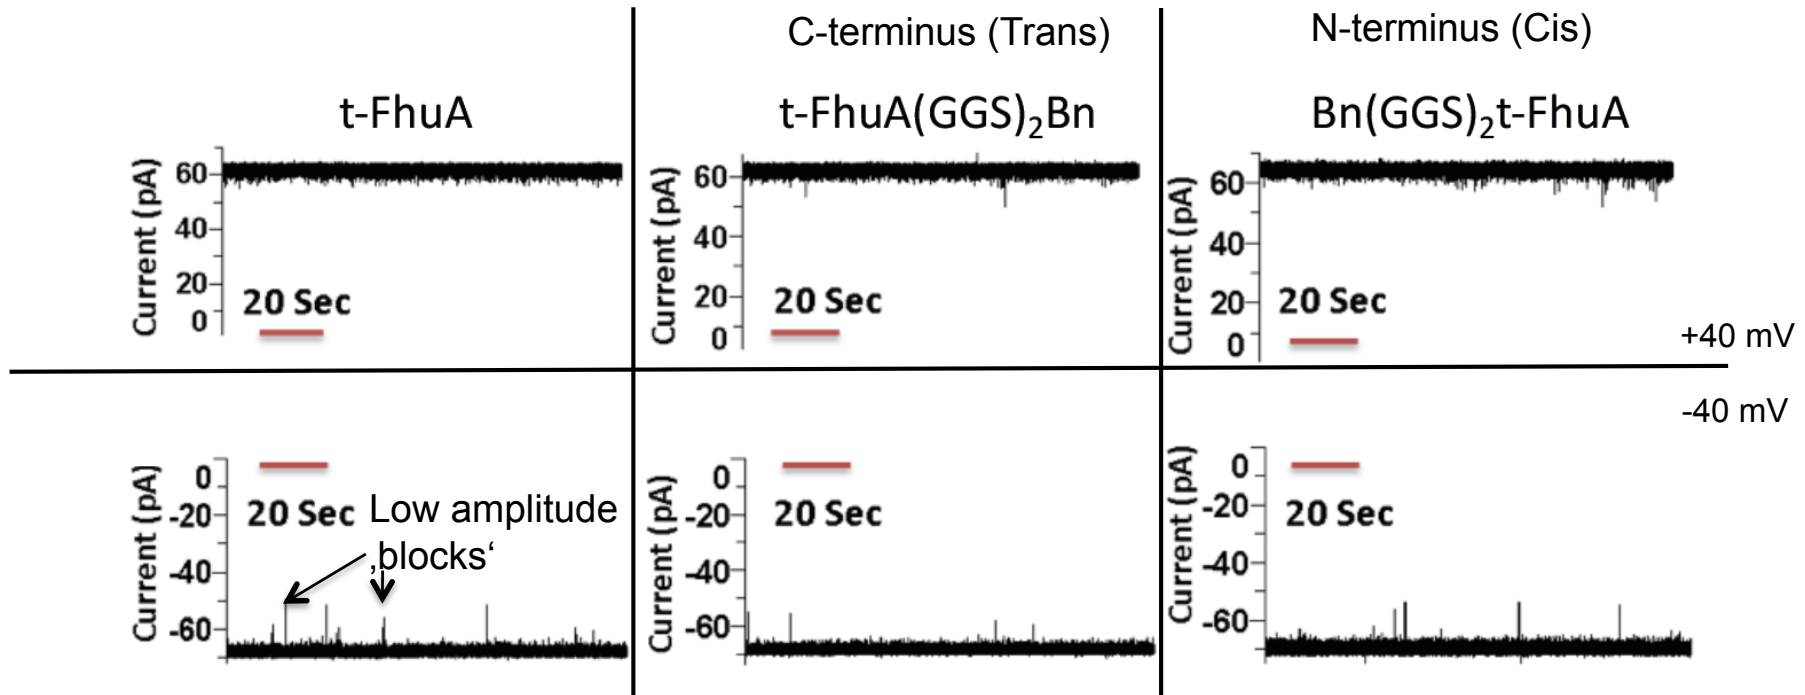 C-terminus (Trans)
N-terminus (Cis)
t-FhuA
t-FhuA(GGS)₂Bn
Bn(GGS)₂t-FhuA
Current (pA)
60
40
20
0
20 Sec
Current (pA)
60
40
20
0
20 Sec
Current (pA)
60
40
20
0
20 Sec
+40 mV
-40 mV
Current (pA)
0
-20
-40
-60
20 Sec
Low amplitude
‚blocks‘
Current (pA)
0
-20
-40
-60
20 Sec
Current (pA)
0
-20
-40
-60
20 Sec